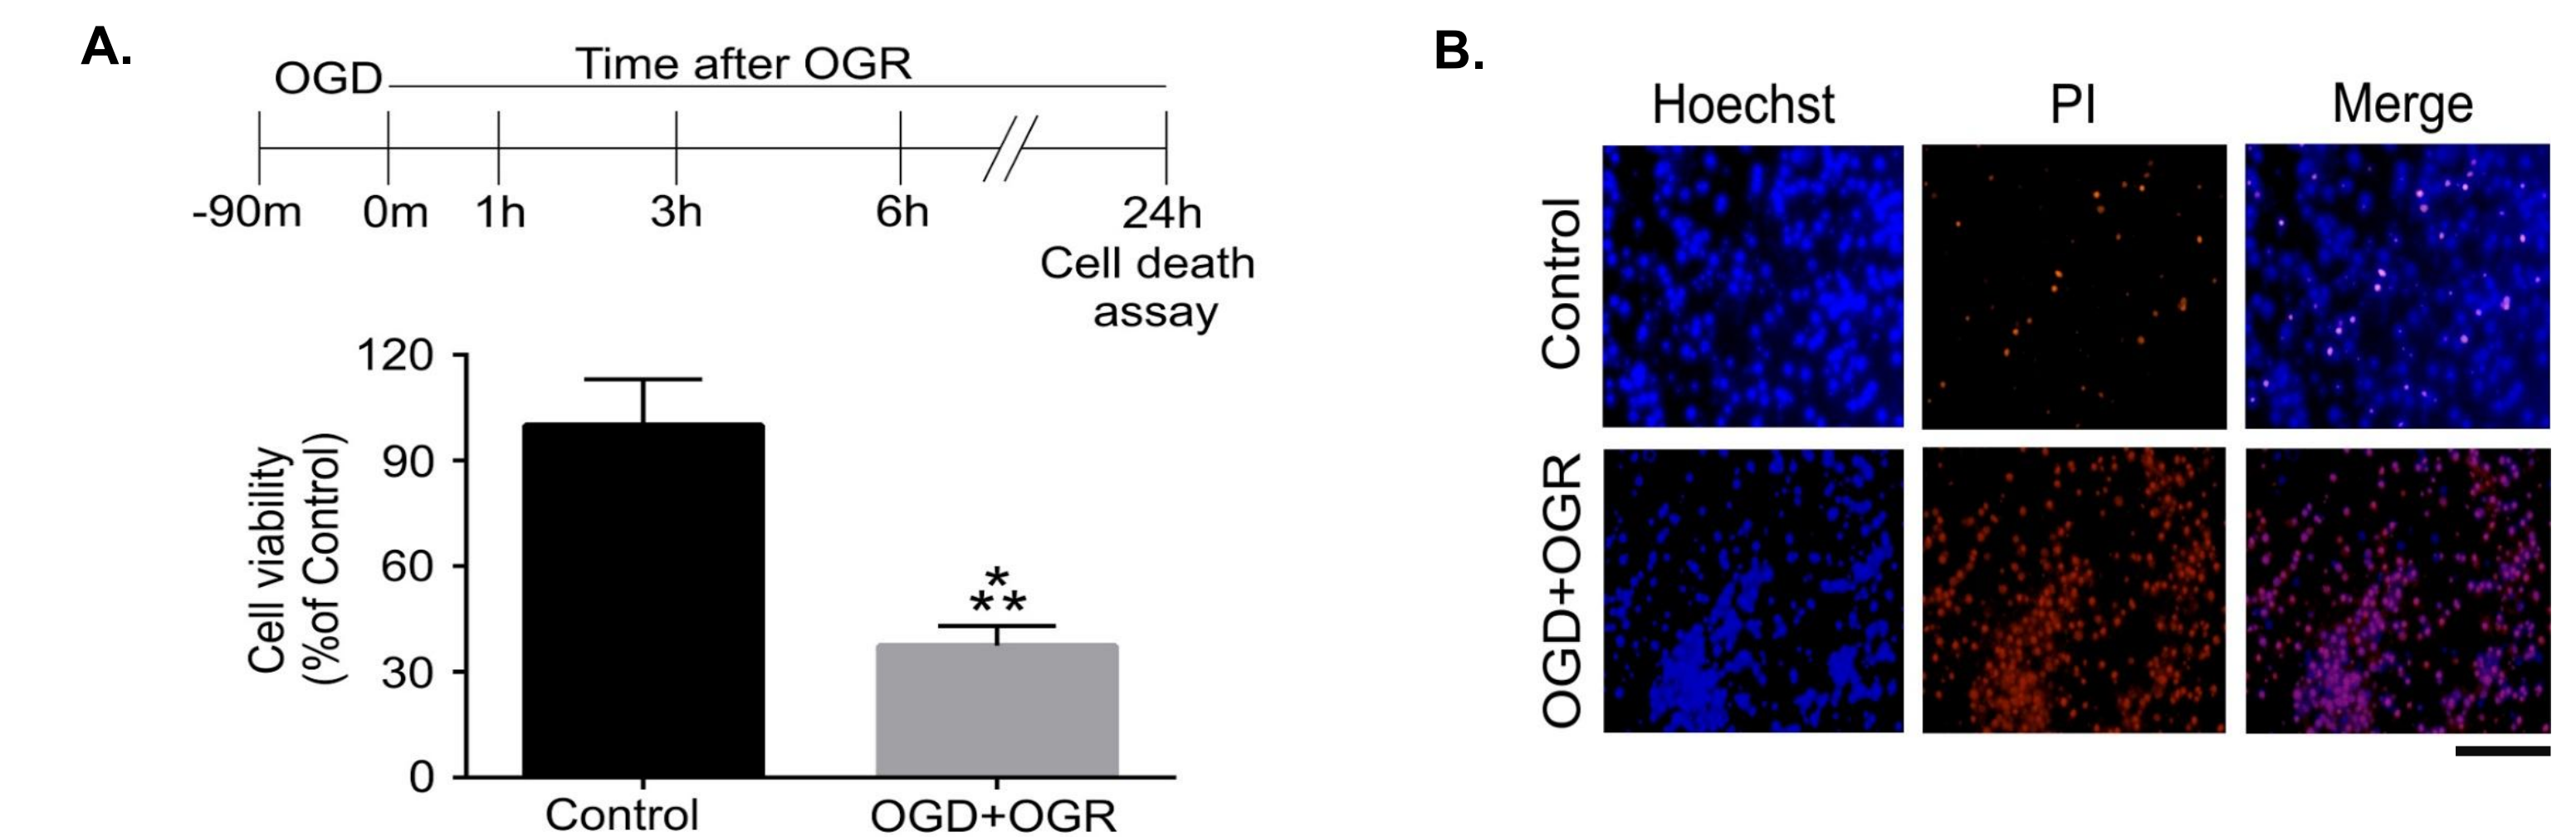 A.
OGD
Time after OGR
-90m 0m 1h 3h 6h 24h
Cell death
assay
Cell viability
(%of Control)
120
90
60
30
0
*
**
Control OGD+OGR
B.
Hoechst PI Merge
Control
OGD+OGR